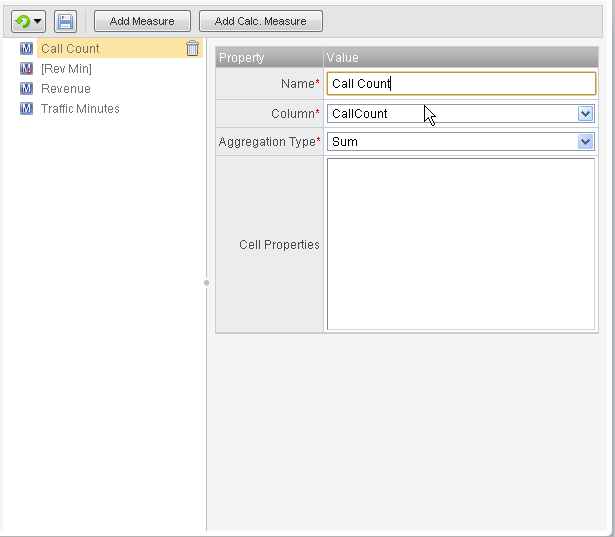 Add Measure Add Calc. Measure
M Call Count
M [Rev Min]
M Revenue
M Traffic Minutes
Property Value
Name* Call Count
Column* CallCount
Aggregation Type* Sum
Cell Properties